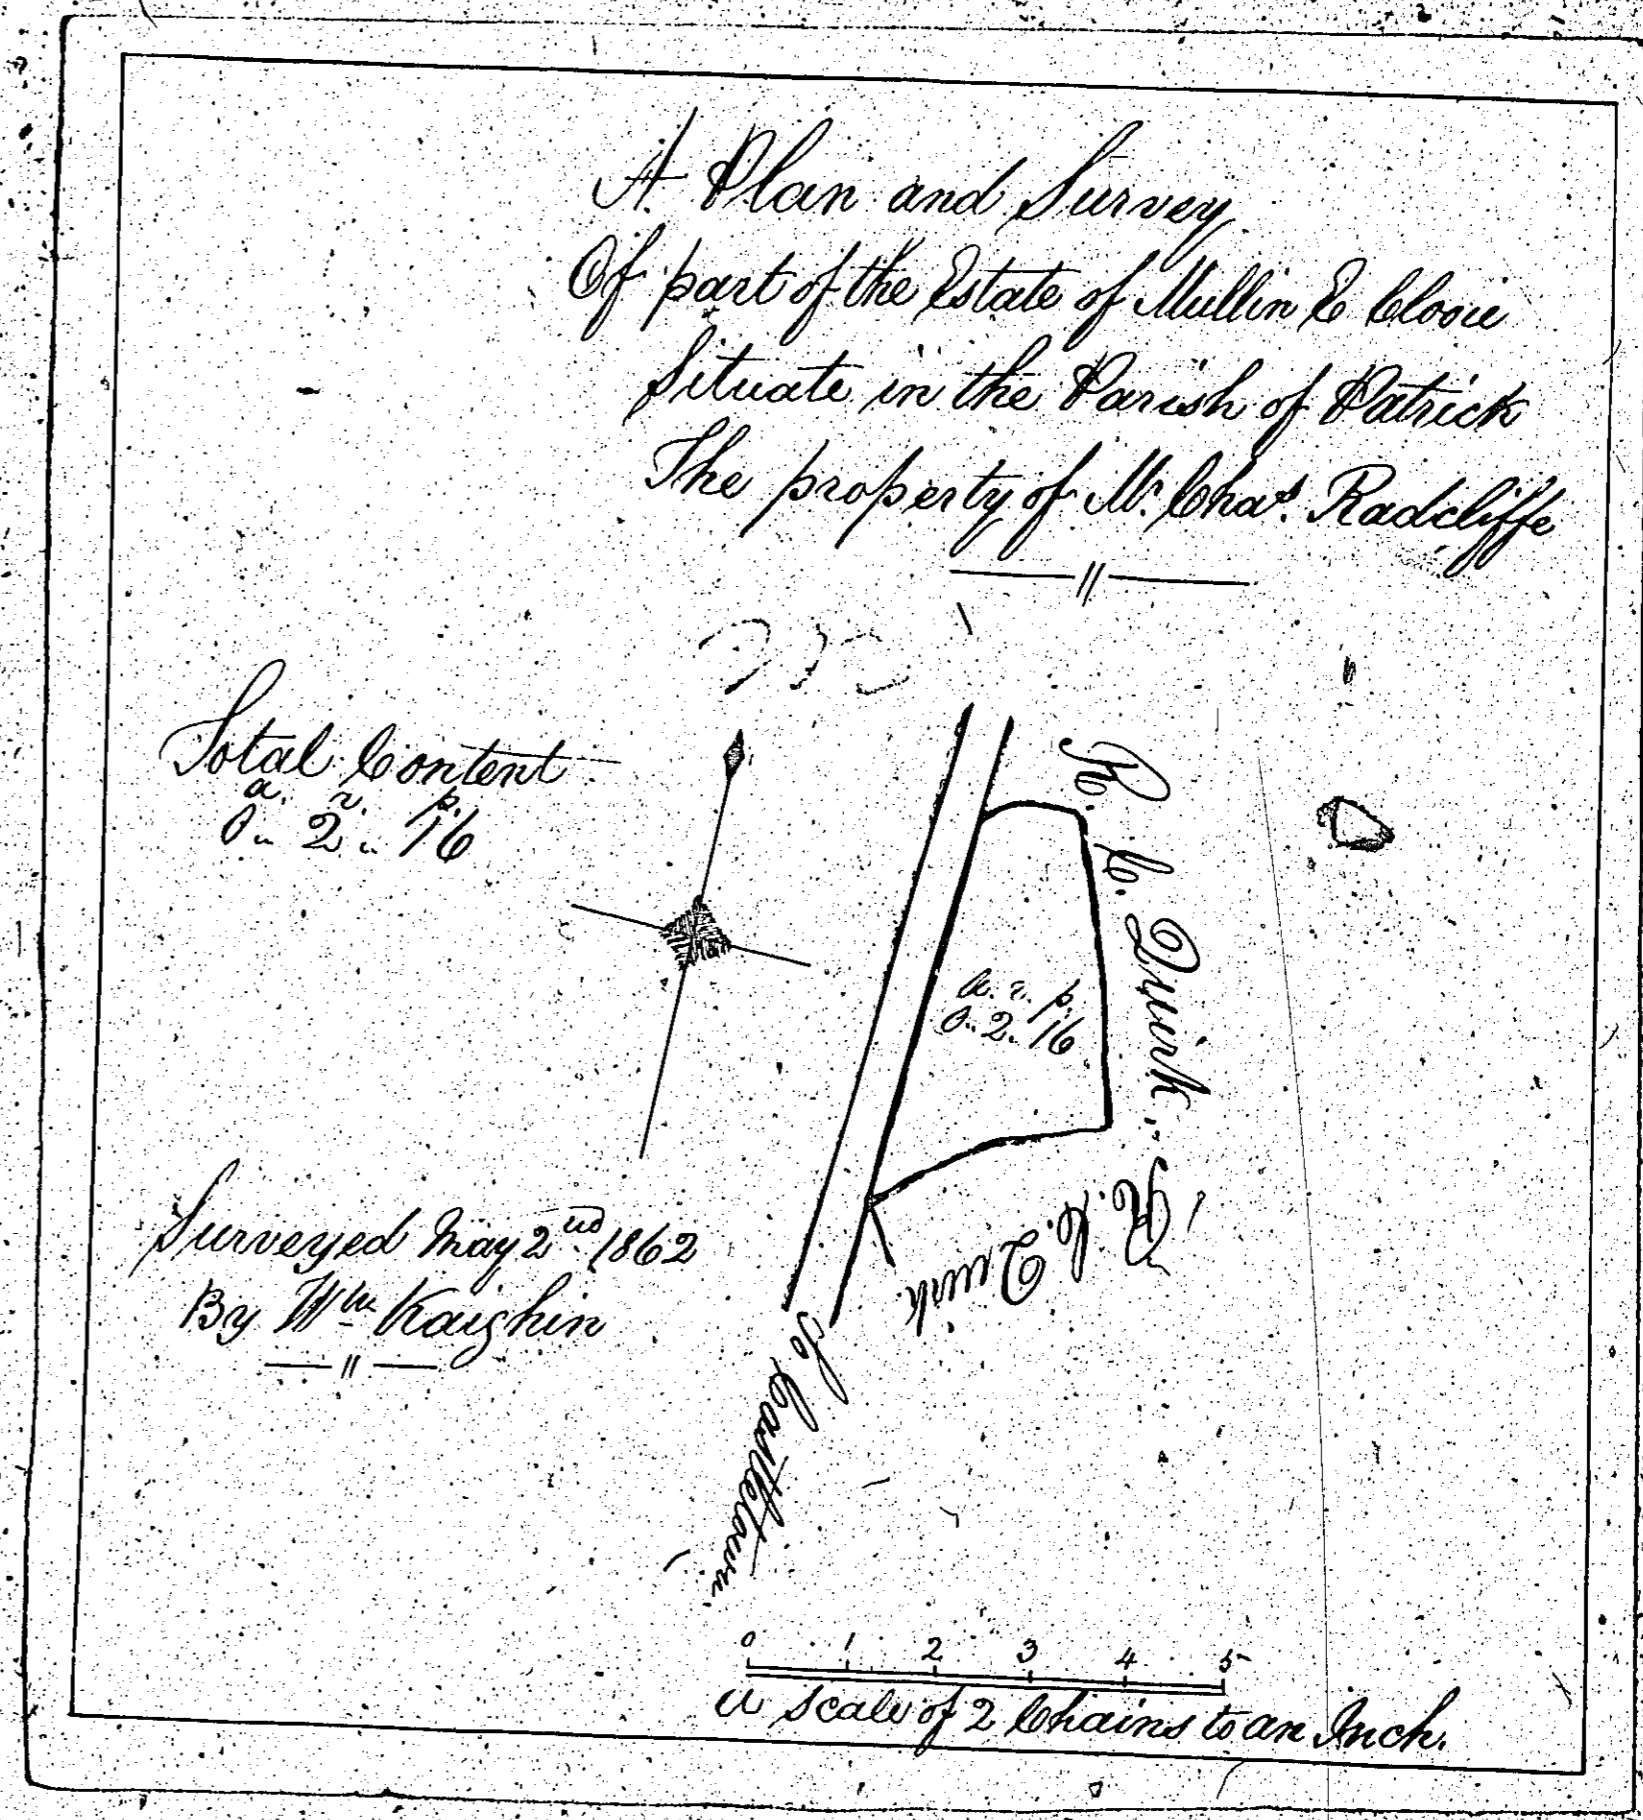 A. Plan and Survey
Of part of the Estate of Mullin E Cloiie
Situate in the Parish of Patrick
The property of Mr. Chas. Radcliffe
Total Content
a. r. p.
0 .. 2 .. 16
R. C. Quirk.
a. r. p.
0 .. 2 .. 16
R. C. Quirk
Surveyed May 2nd 1862
By Wm Kaighin
To Castletown
0 1 2 3 4 5
a scale of 2 Chains to an Inch.